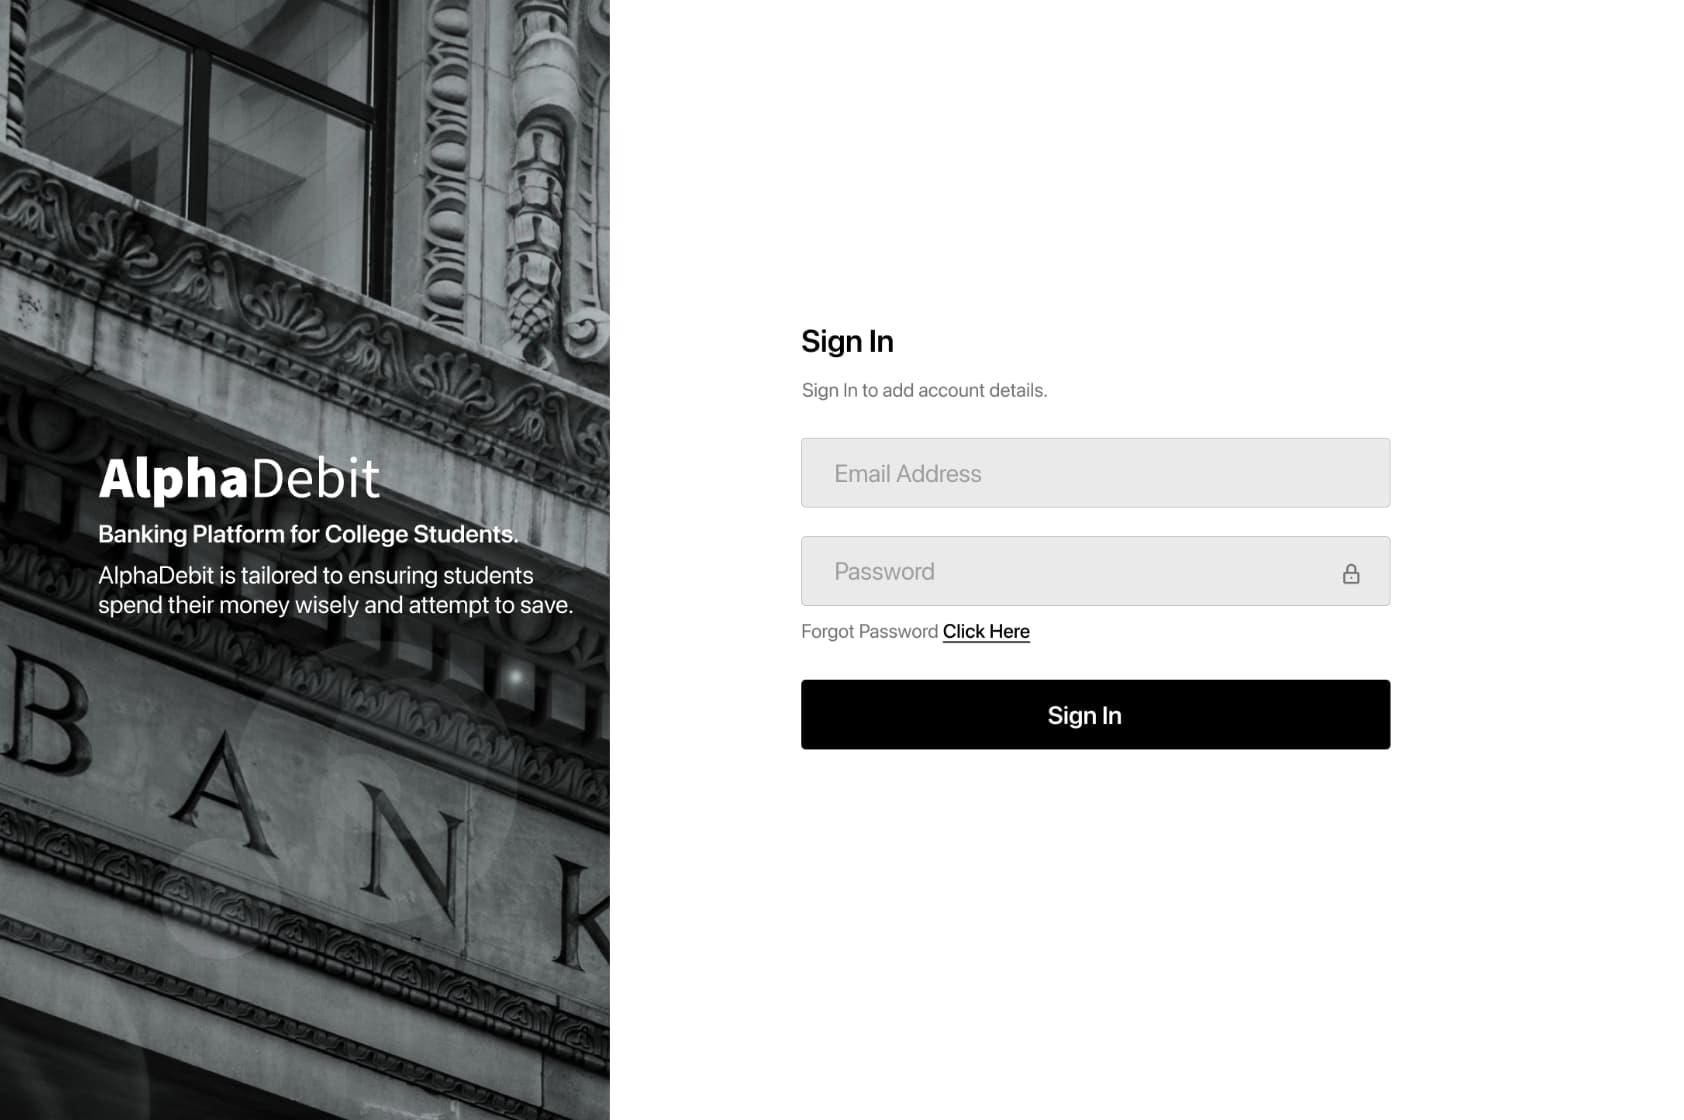 AlphaDebit
Banking Platform for College Students.
AlphaDebit is tailored to ensuring students
spend their money wisely and attempt to save.
BANK
Sign In
Sign In to add account details.
Email Address
Password
Forgot Password Click Here
Sign In